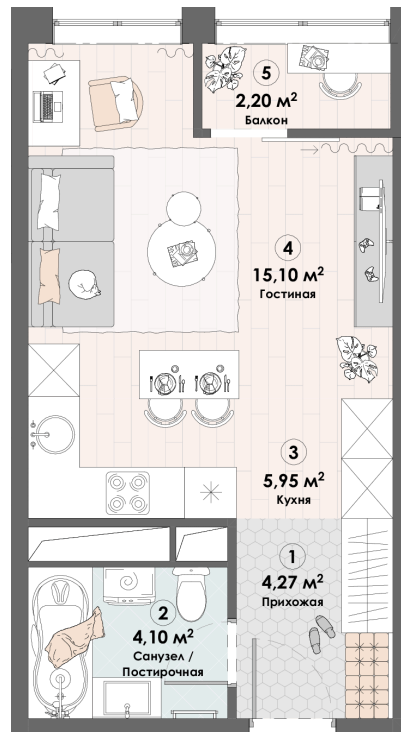 5
2,20 м²
Балкон
4
15,10 м²
Гостиная
3
5,95 м²
Кухня
1
4,27 м²
Прихожая
2
4,10 м²
Санузел /
Постирочная